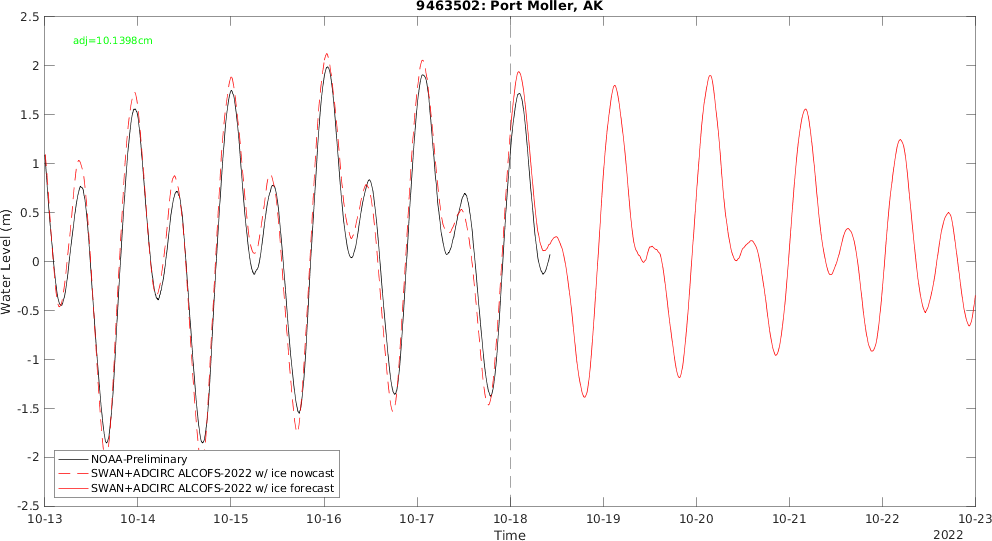 9463502: Port Moller, AK
adj=10.1398cm
2.5
2
1.5
1
0.5
0
-0.5
-1
-1.5
-2
-2.5
Water Level (m)
NOAA-Preliminary
SWAN+ADCIRC ALCOFS-2022 w/ ice nowcast
SWAN+ADCIRC ALCOFS-2022 w/ ice forecast
10-13 10-14 10-15 10-16 10-17 10-18 10-19 10-20 10-21 10-22 10-23
Time
2022